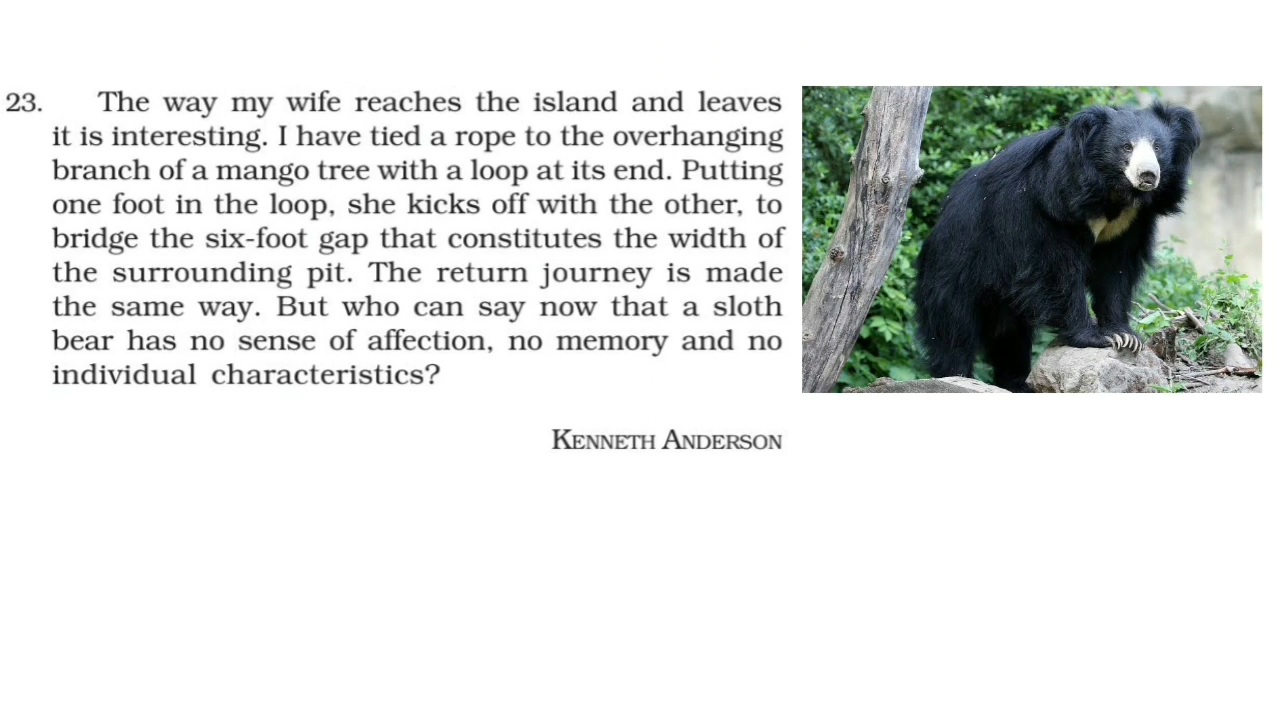 23. The way my wife reaches the island and leaves
it is interesting. I have tied a rope to the overhanging
branch of a mango tree with a loop at its end. Putting
one foot in the loop, she kicks off with the other, to
bridge the six-foot gap that constitutes the width of
the surrounding pit. The return journey is made
the same way. But who can say now that a sloth
bear has no sense of affection, no memory and no
individual characteristics?
KENNETH ANDERSON